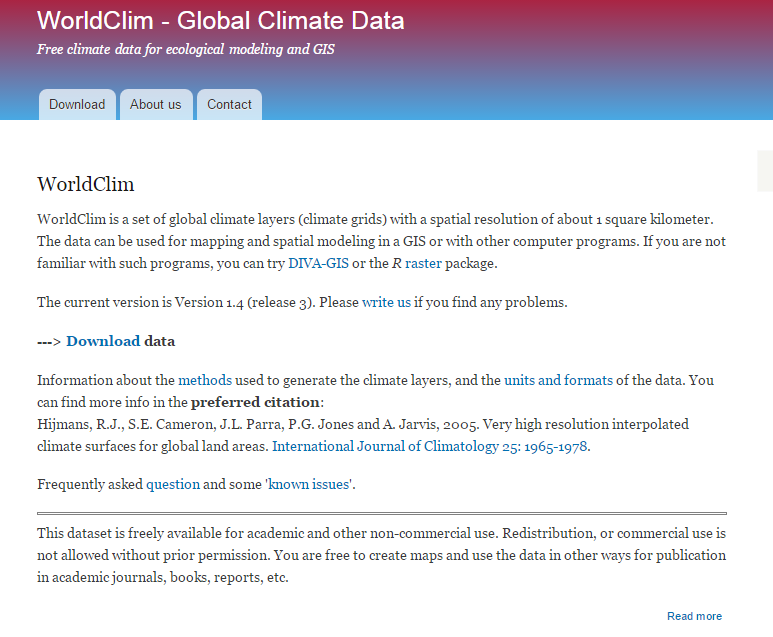 WorldClim - Global Climate Data
Free climate data for ecological modeling and GIS
Download
About us
Contact
WorldClim
WorldClim is a set of global climate layers (climate grids) with a spatial resolution of about 1 square kilometer.
The data can be used for mapping and spatial modeling in a GIS or with other computer programs. If you are not
familiar with such programs, you can try DIVA-GIS or the R raster package.
The current version is Version 1.4 (release 3). Please write us if you find any problems.
---> Download data
Information about the methods used to generate the climate layers, and the units and formats of the data. You
can find more info in the preferred citation:
Hijmans, R.J., S.E. Cameron, J.L. Parra, P.G. Jones and A. Jarvis, 2005. Very high resolution interpolated
climate surfaces for global land areas. International Journal of Climatology 25: 1965-1978.
Frequently asked question and some 'known issues'.
This dataset is freely available for academic and other non-commercial use. Redistribution, or commercial use is
not allowed without prior permission. You are free to create maps and use the data in other ways for publication
in academic journals, books, reports, etc.
Read more